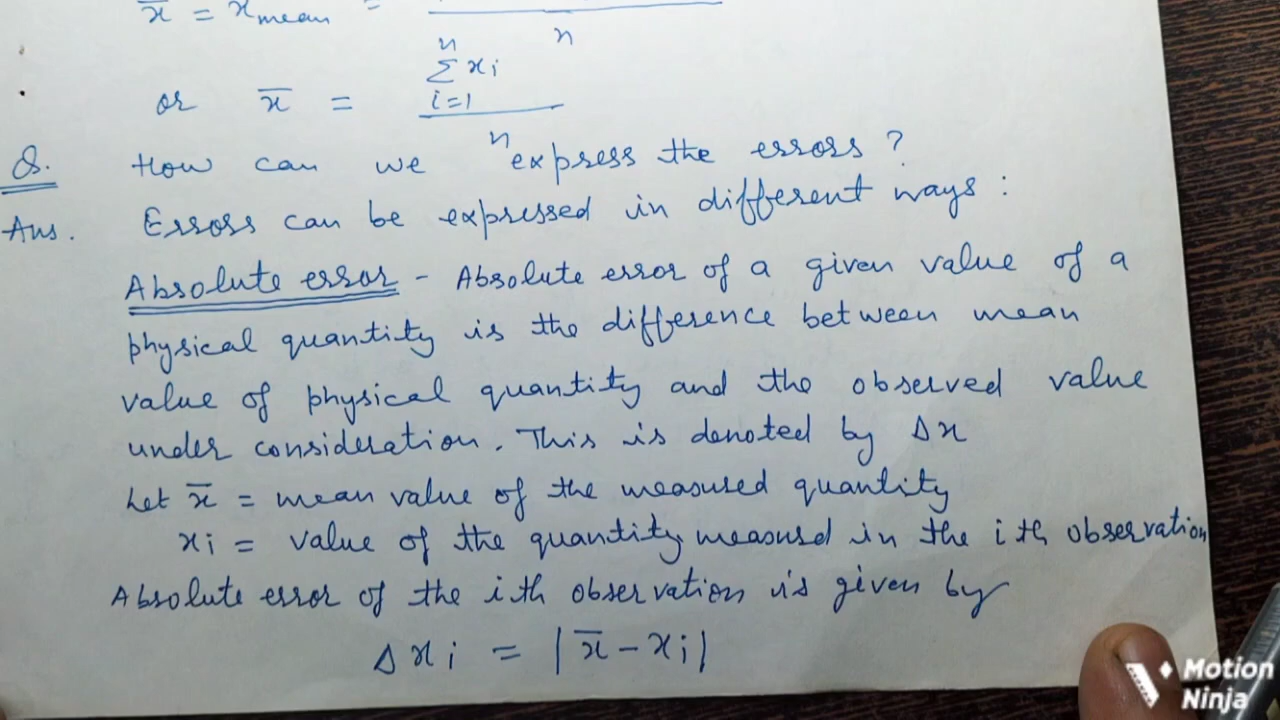 x̄ = x mean =
n
n
Σ xi
or x̄ = i=1
n
Q. How can we express the errors ?
Ans. Errors can be expressed in different ways :
Absolute error - Absolute error of a given value of a
physical quantity is the difference between mean
value of physical quantity and the observed value
under consideration. This is denoted by Δx
Let x̄ = mean value of the measured quantity
xi = value of the quantity measured in the ith observation
Absolute error of the ith observation is given by
Δxi = |x̄ - xi|
Motion
Ninja